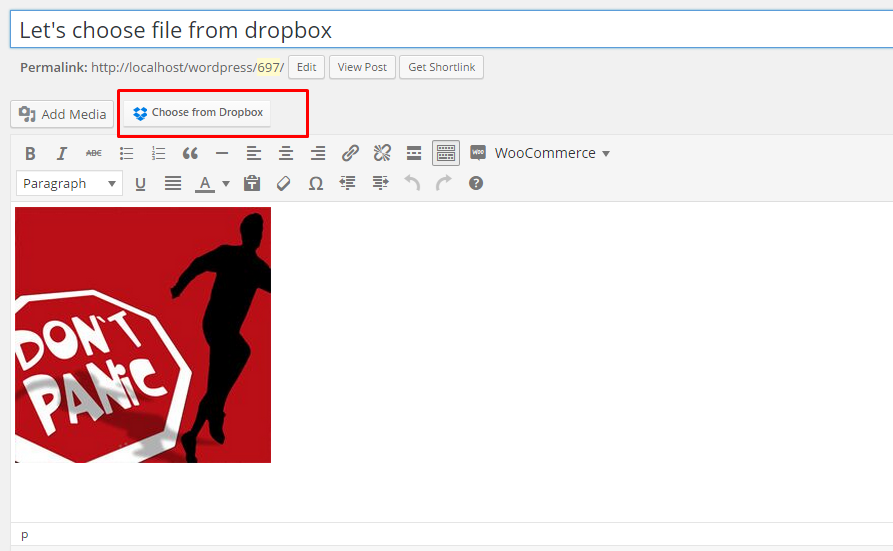 Let's choose file from dropbox
Permalink: http://localhost/wordpress/697/ Edit View Post Get Shortlink
Add Media Choose from Dropbox
B I ABC WOO WooCommerce
Paragraph U A Ω ?
DON'T
PANIC
p